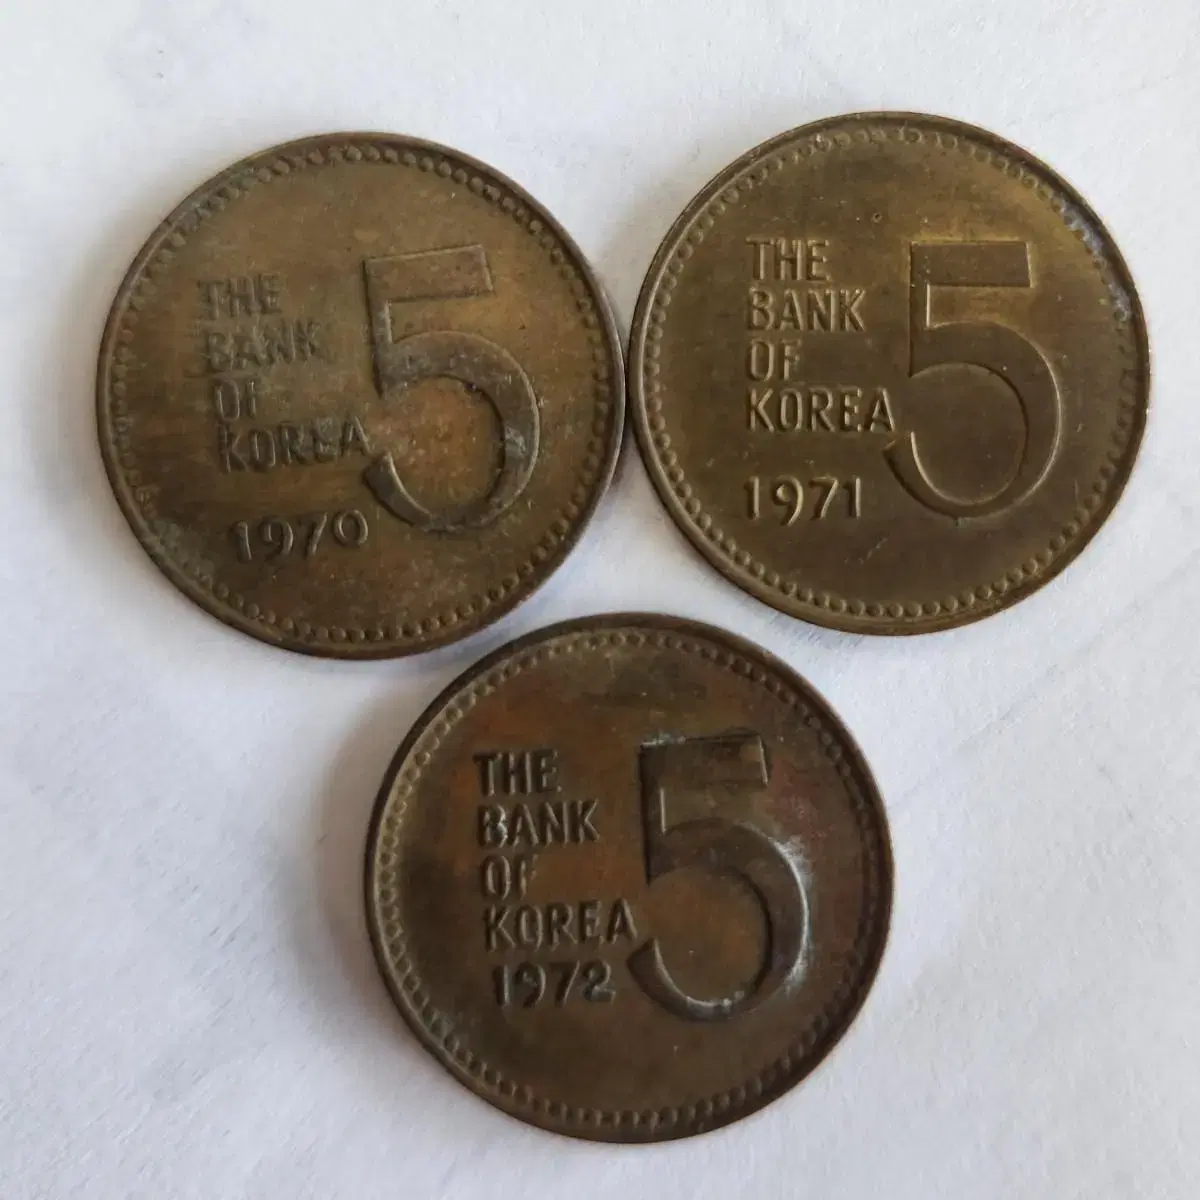 THE
BANK
OF
KOREA
1970
5
THE
BANK
OF
KOREA
1971
5
THE
BANK
OF
KOREA
1972
5